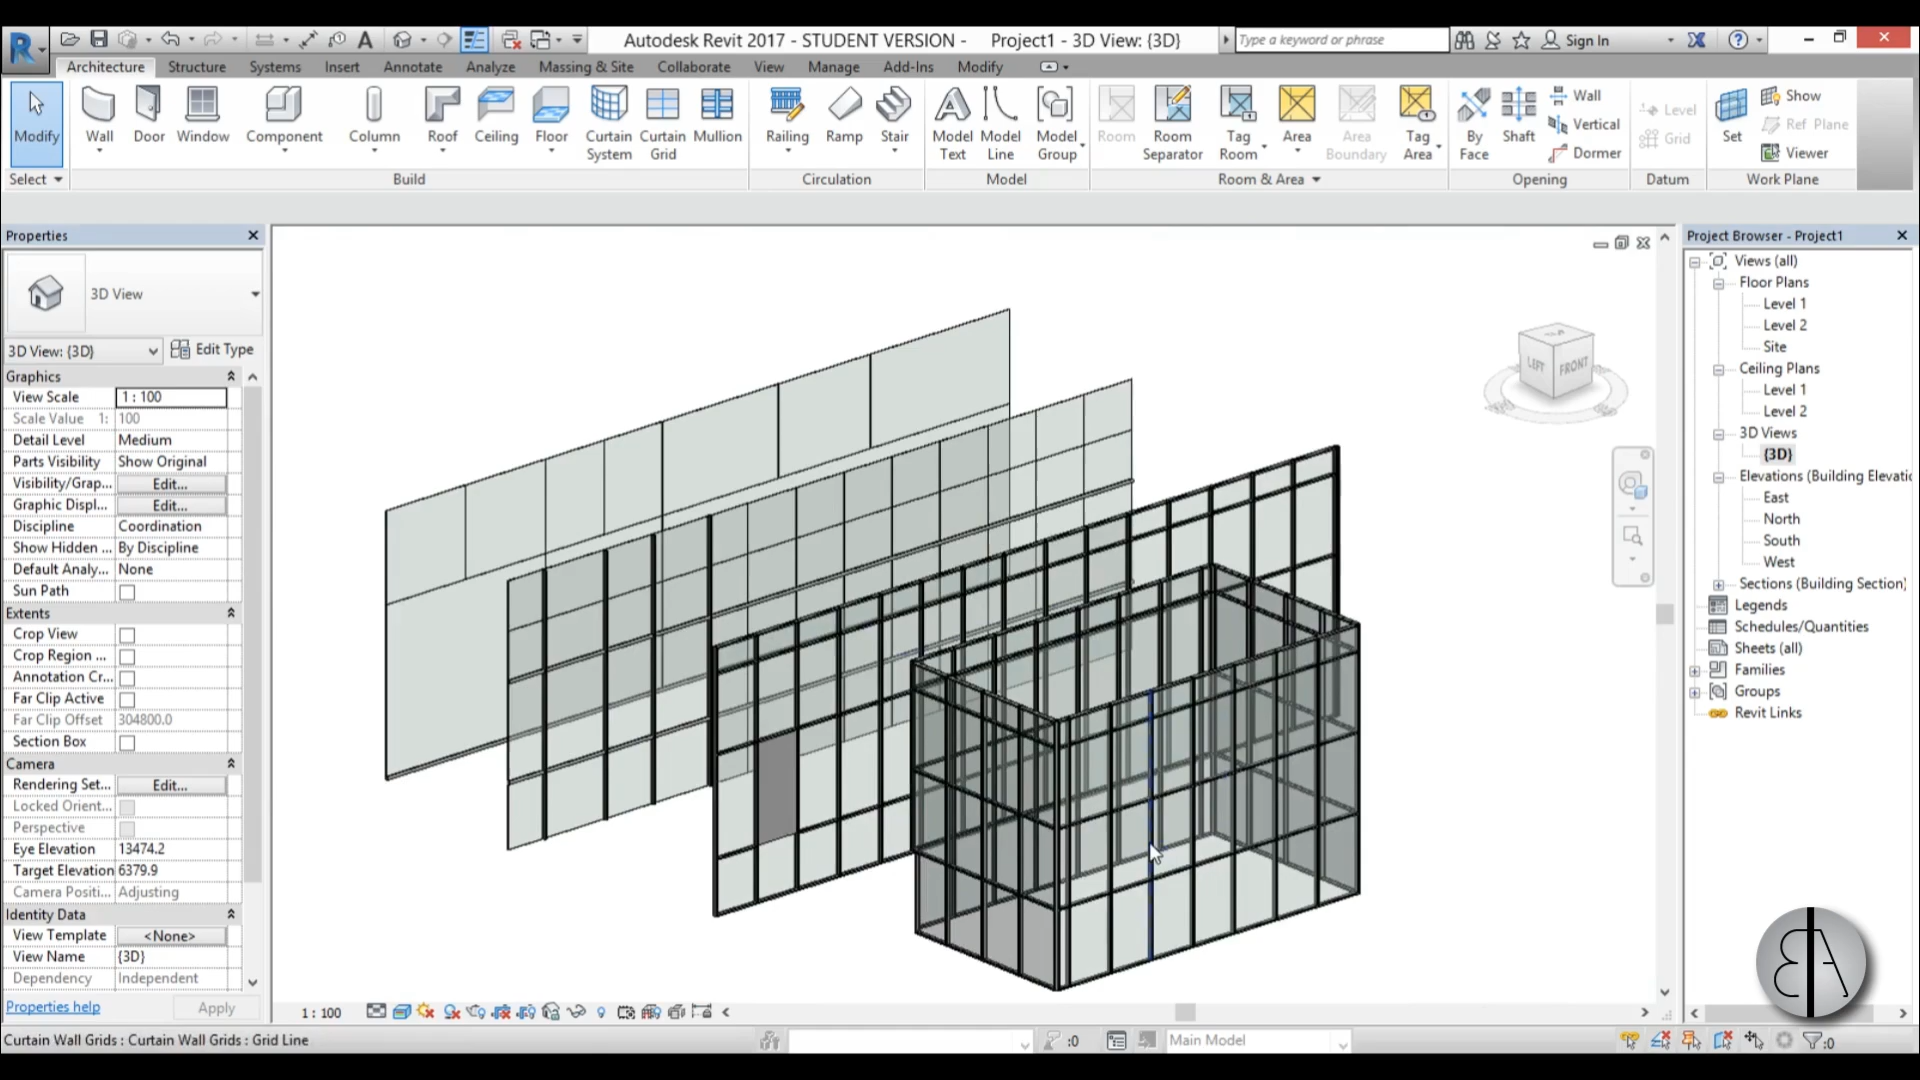 Autodesk Revit 2017 - STUDENT VERSION - Project1 - 3D View: {3D}
Type a keyword or phrase
Sign In
Architecture Structure Systems Insert Annotate Analyze Massing & Site Collaborate View Manage Add-Ins Modify
Modify
Wall
Door
Window
Component
Column
Roof
Ceiling
Floor
Curtain System
Curtain Grid
Mullion
Railing
Ramp
Stair
Model Text
Model Line
Model Group
Room
Room Separator
Tag Room
Area
Area Boundary
Tag Area
By Face
Shaft
Wall
Vertical
Dormer
Level
Grid
Set
Show
Ref Plane
Viewer
Select
Build
Circulation
Model
Room & Area
Opening
Datum
Work Plane
Properties
3D View
3D View: {3D}
Edit Type
Graphics
View Scale 1 : 100
Scale Value 1: 100
Detail Level Medium
Parts Visibility Show Original
Visibility/Grap... Edit...
Graphic Displ... Edit...
Discipline Coordination
Show Hidden ... By Discipline
Default Analy... None
Sun Path
Extents
Crop View
Crop Region ...
Annotation Cr...
Far Clip Active
Far Clip Offset 304800.0
Section Box
Camera
Rendering Set... Edit...
Locked Orient...
Perspective
Eye Elevation 13474.2
Target Elevation 6379.9
Camera Positi... Adjusting
Identity Data
View Template <None>
View Name {3D}
Dependency Independent
Properties help
Apply
LEFT
FRONT
Project Browser - Project1
Views (all)
Floor Plans
Level 1
Level 2
Site
Ceiling Plans
Level 1
Level 2
3D Views
{3D}
Elevations (Building Elevatic
East
North
South
West
Sections (Building Section)
Legends
Schedules/Quantities
Sheets (all)
Families
Groups
Revit Links
1 : 100
Curtain Wall Grids : Curtain Wall Grids : Grid Line
:0
Main Model
:0